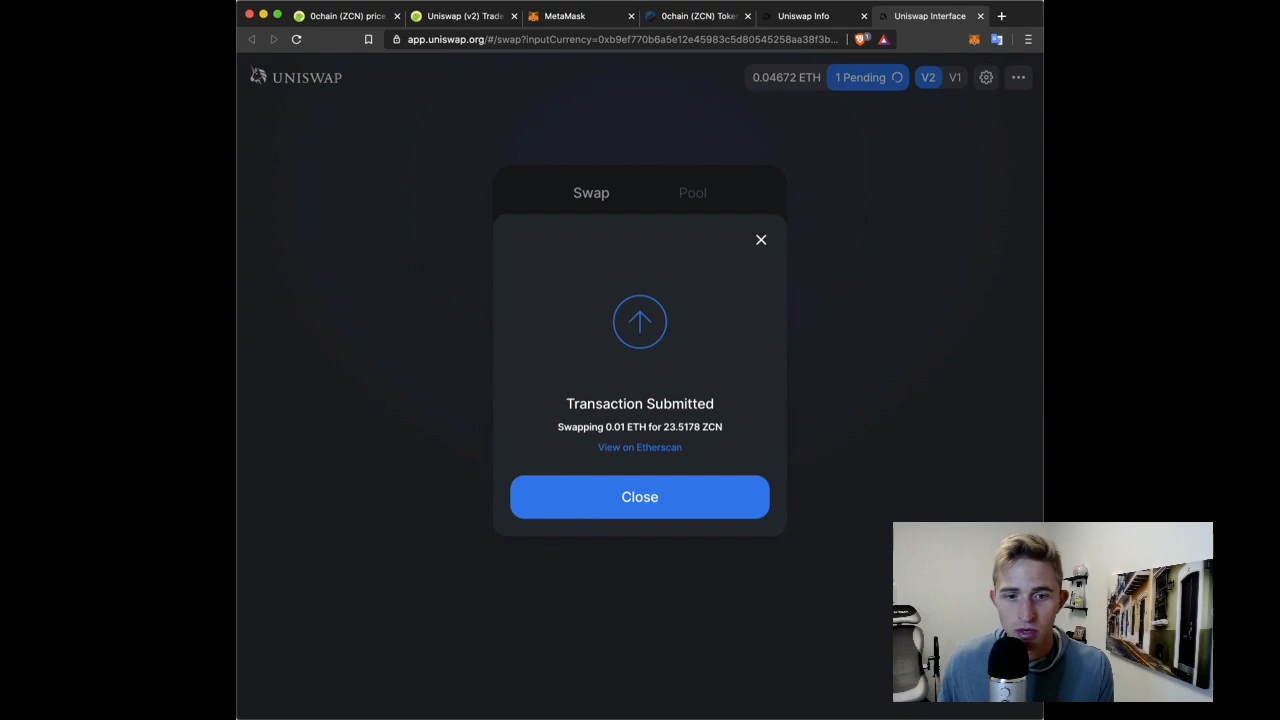 0chain (ZCN) price,
Uniswap (v2) Trade
MetaMask
0chain (ZCN) Toke
Uniswap Info
Uniswap Interface
app.uniswap.org/#/swap?inputCurrency=0xb9ef770b6a5e12e45983c5d80545258aa38f3b...
1
UNISWAP
0.04672 ETH
1 Pending
V2
V1
Swap
Pool
Transaction Submitted
Swapping 0.01 ETH for 23.5178 ZCN
View on Etherscan
Close